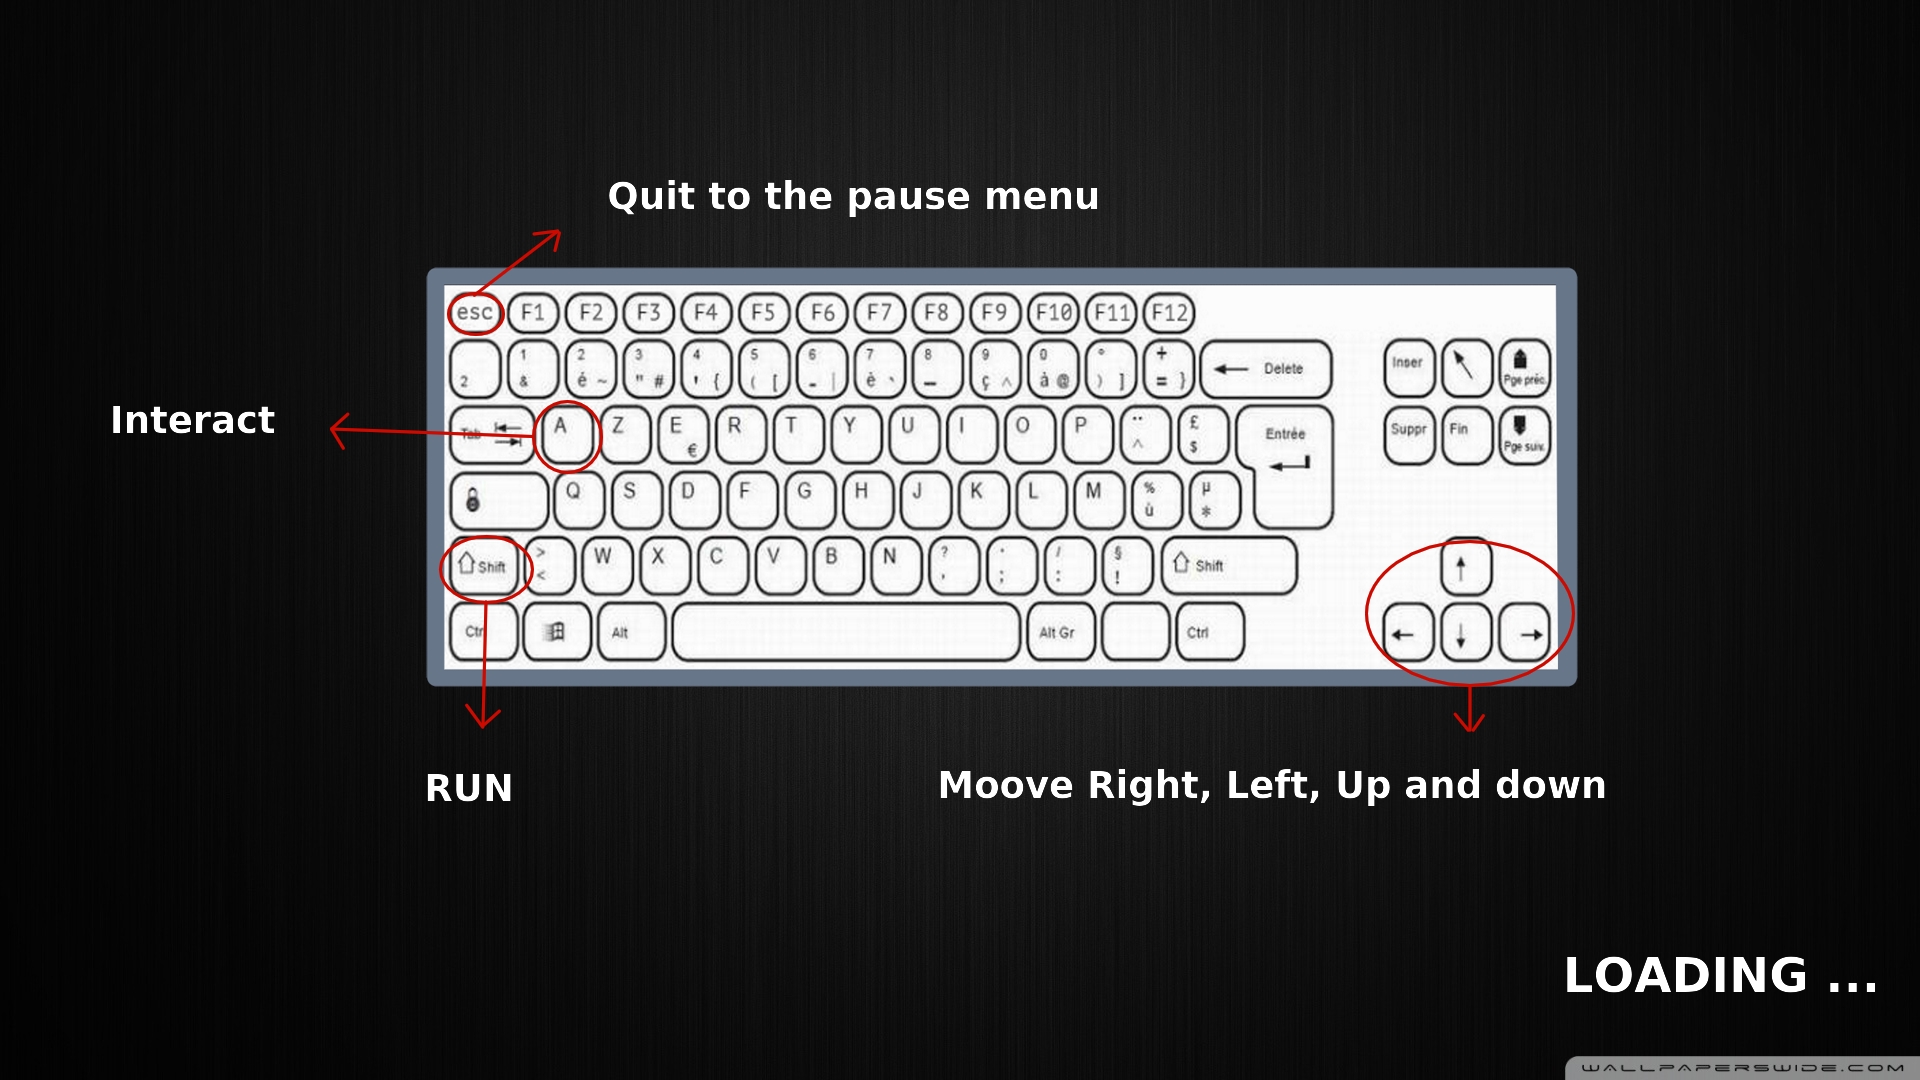 Quit to the pause menu
esc F1 F2 F3 F4 F5 F6 F7 F8 F9 F10 F11 F12
1 2 3 4 5 6 7 8 9 0 ° + Delete Inser Pge préc.
2 & é ~ " # ' { ( [ - | è ` _ ç ^ à @ ) ] = }
Interact
Tab A Z E R T Y U I O P ¨ £ Entrée Suppr Fin Pge suiv.
€ ^ $
Q S D F G H J K L M % µ
ù *
Shift > W X C V B N ? . / § Shift
< , ; : !
Ctrl Alt Alt Gr Ctrl
RUN
Moove Right, Left, Up and down
LOADING ...
WALLPAPERSWIDE.COM